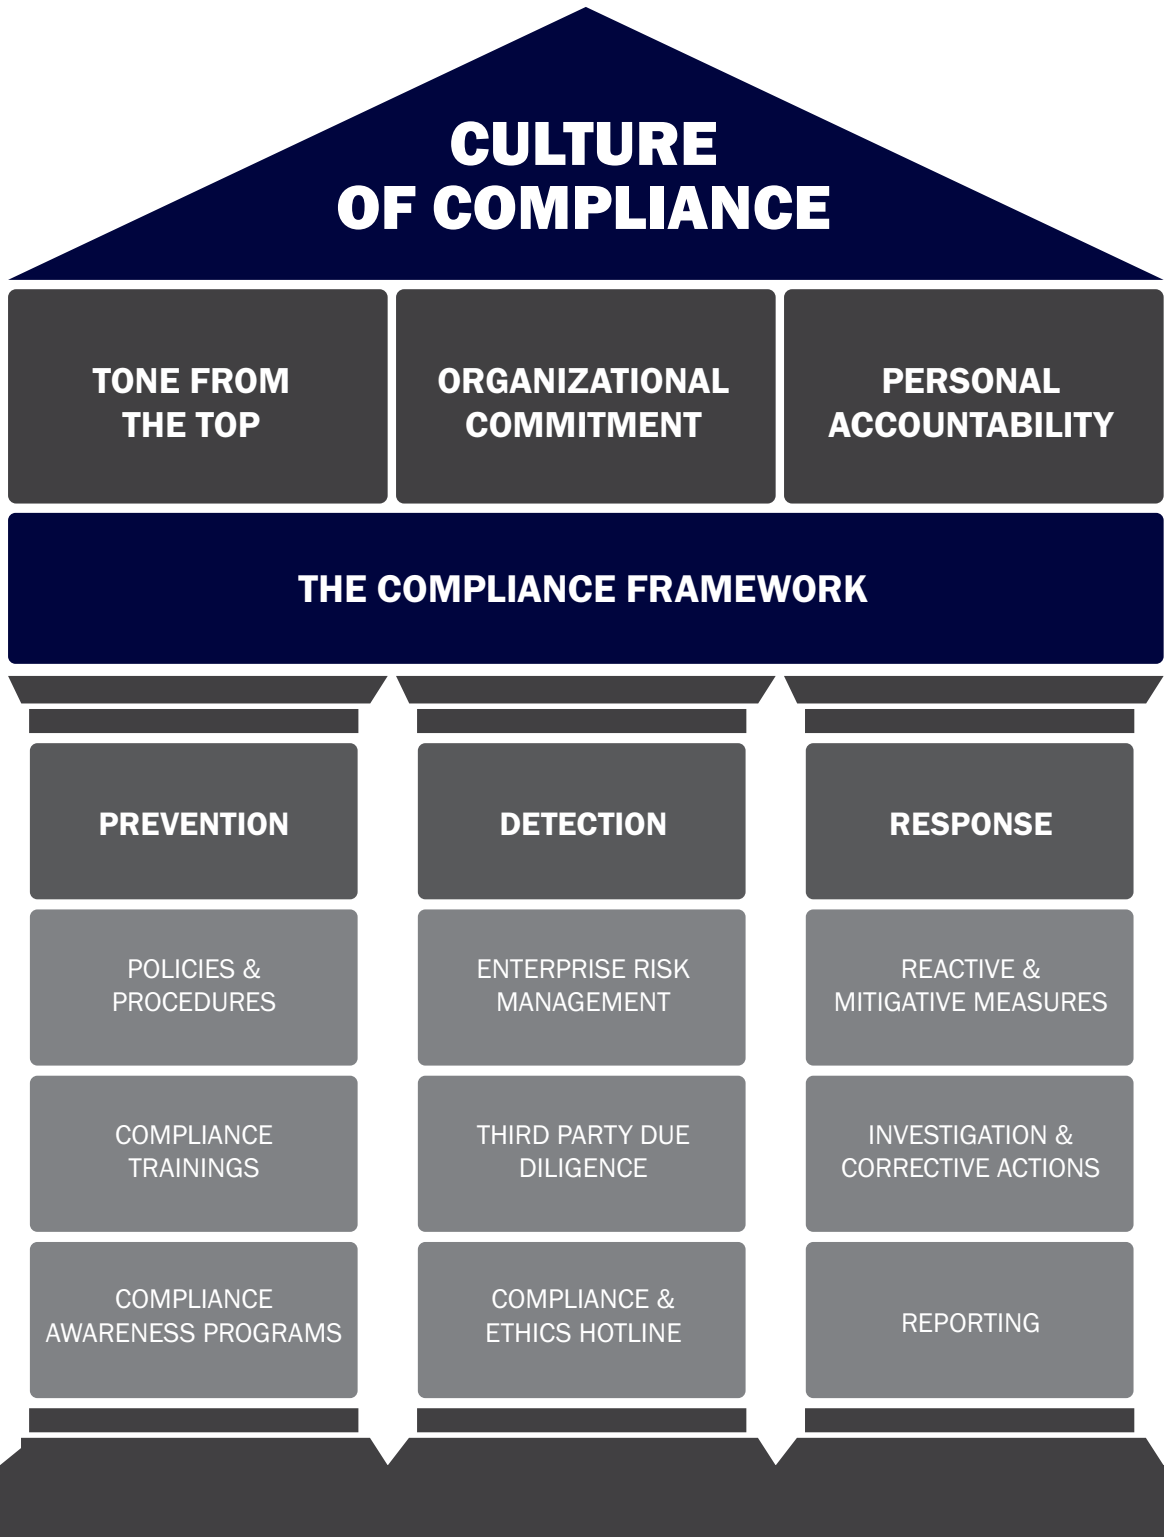 CULTURE
OF COMPLIANCE
TONE FROM
THE TOP
ORGANIZATIONAL
COMMITMENT
PERSONAL
ACCOUNTABILITY
THE COMPLIANCE FRAMEWORK
PREVENTION
POLICIES &
PROCEDURES
COMPLIANCE
TRAININGS
COMPLIANCE
AWARENESS PROGRAMS
DETECTION
ENTERPRISE RISK
MANAGEMENT
THIRD PARTY DUE
DILIGENCE
COMPLIANCE &
ETHICS HOTLINE
RESPONSE
REACTIVE &
MITIGATIVE MEASURES
INVESTIGATION &
CORRECTIVE ACTIONS
REPORTING